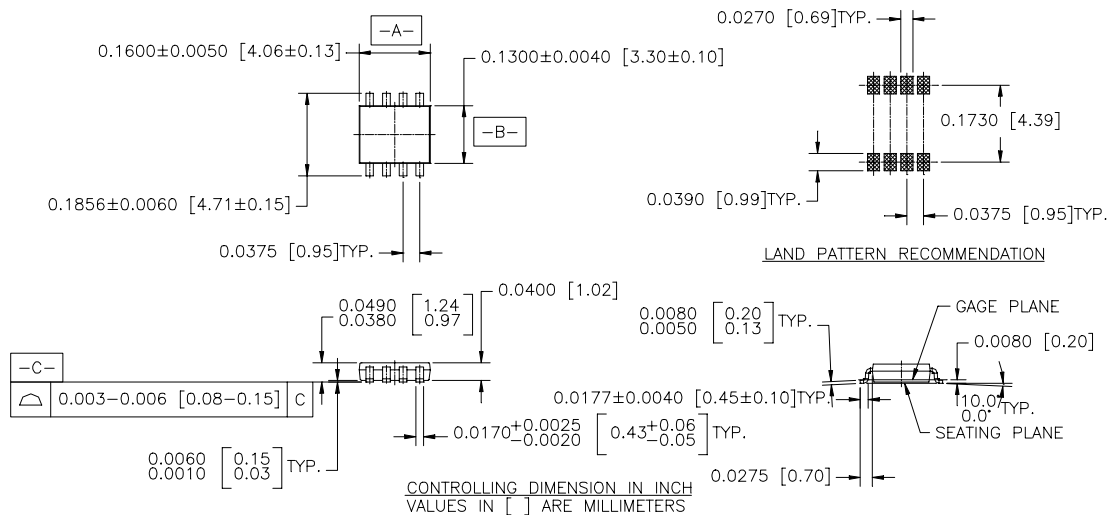 0.0270 [0.69]TYP.
-A-
0.1600±0.0050 [4.06±0.13]
0.1300±0.0040 [3.30±0.10]
-B-
0.1730 [4.39]
0.1856±0.0060 [4.71±0.15]
0.0390 [0.99]TYP.
0.0375 [0.95]TYP.
0.0375 [0.95]TYP.
LAND PATTERN RECOMMENDATION
0.0400 [1.02]
0.0490 [1.24
0.0380 0.97]
0.0080 [0.20
0.0050 0.13] TYP.
GAGE PLANE
0.0080 [0.20]
-C-
0.003-0.006 [0.08-0.15] C
0.0177±0.0040 [0.45±0.10]TYP.
10.0°
0.0° TYP.
0.0170+0.0025 -0.0020 [0.43+0.06 -0.05] TYP.
SEATING PLANE
0.0060 [0.15
0.0010 0.03] TYP.
0.0275 [0.70]
CONTROLLING DIMENSION IN INCH
VALUES IN [ ] ARE MILLIMETERS